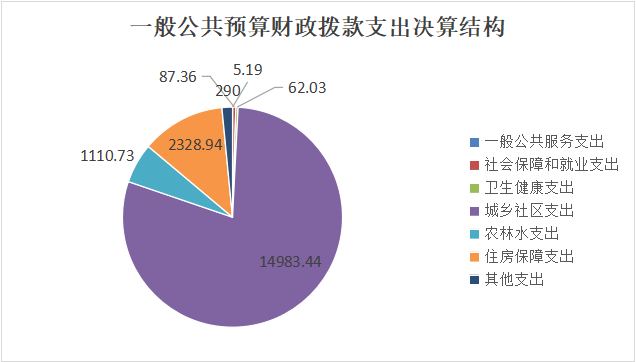 一般公共预算财政拨款支出决算结构
87.36
5.19
290
62.03
2328.94
1110.73
14983.44
一般公共服务支出
社会保障和就业支出
卫生健康支出
城乡社区支出
农林水支出
住房保障支出
其他支出